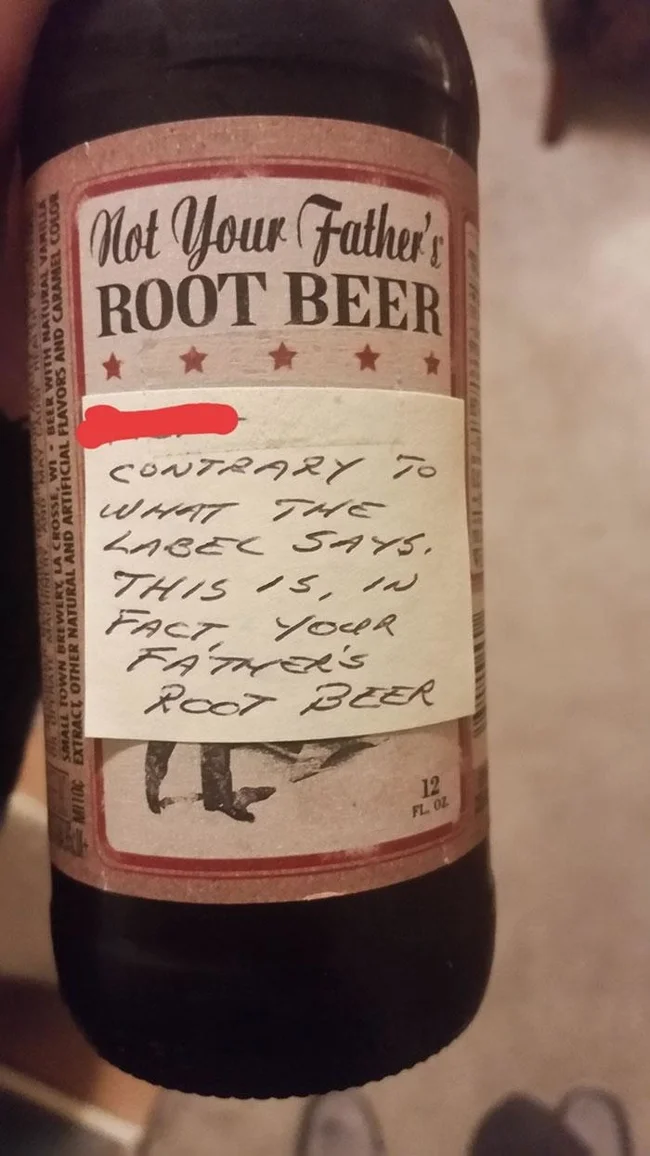 Not Your Father's
ROOT BEER
CONTRARY TO
WHAT THE
LABEL SAYS.
THIS IS, IN
FACT, YOUR
FATHER'S
ROOT BEER
12
FL. OZ.
SMALL TOWN BREWERY, LA CROSSE, WI - BEER WITH NATURAL VANILLA
EXTRACT, OTHER NATURAL AND ARTIFICIAL FLAVORS AND CARAMEL COLOR